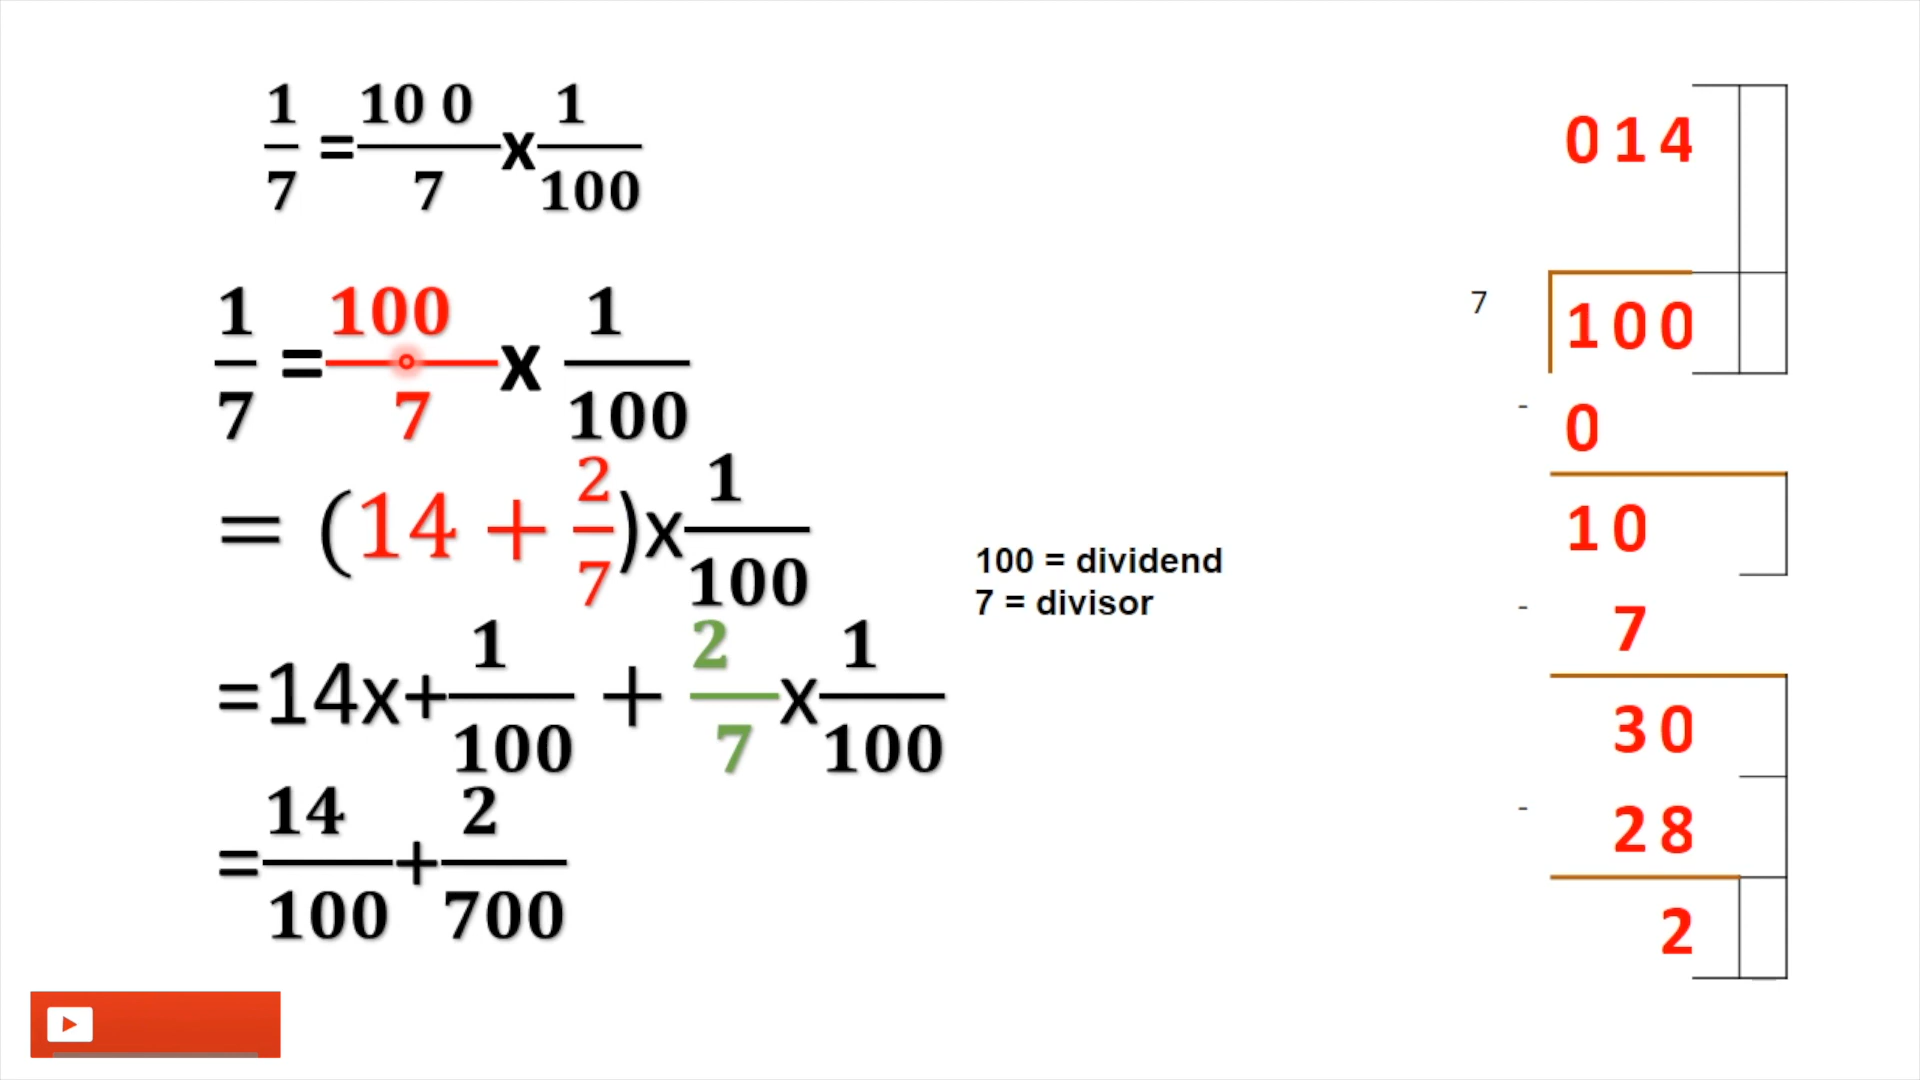 1/7 = 10 0/7 x 1/100
1/7 = 100/7 x 1/100
= (14 + 2/7)x 1/100
=14x+ 1/100 + 2/7 x 1/100
= 14/100 + 2/700
100 = dividend
7 = divisor
014
7 100
- 0
10
- 7
30
- 28
2